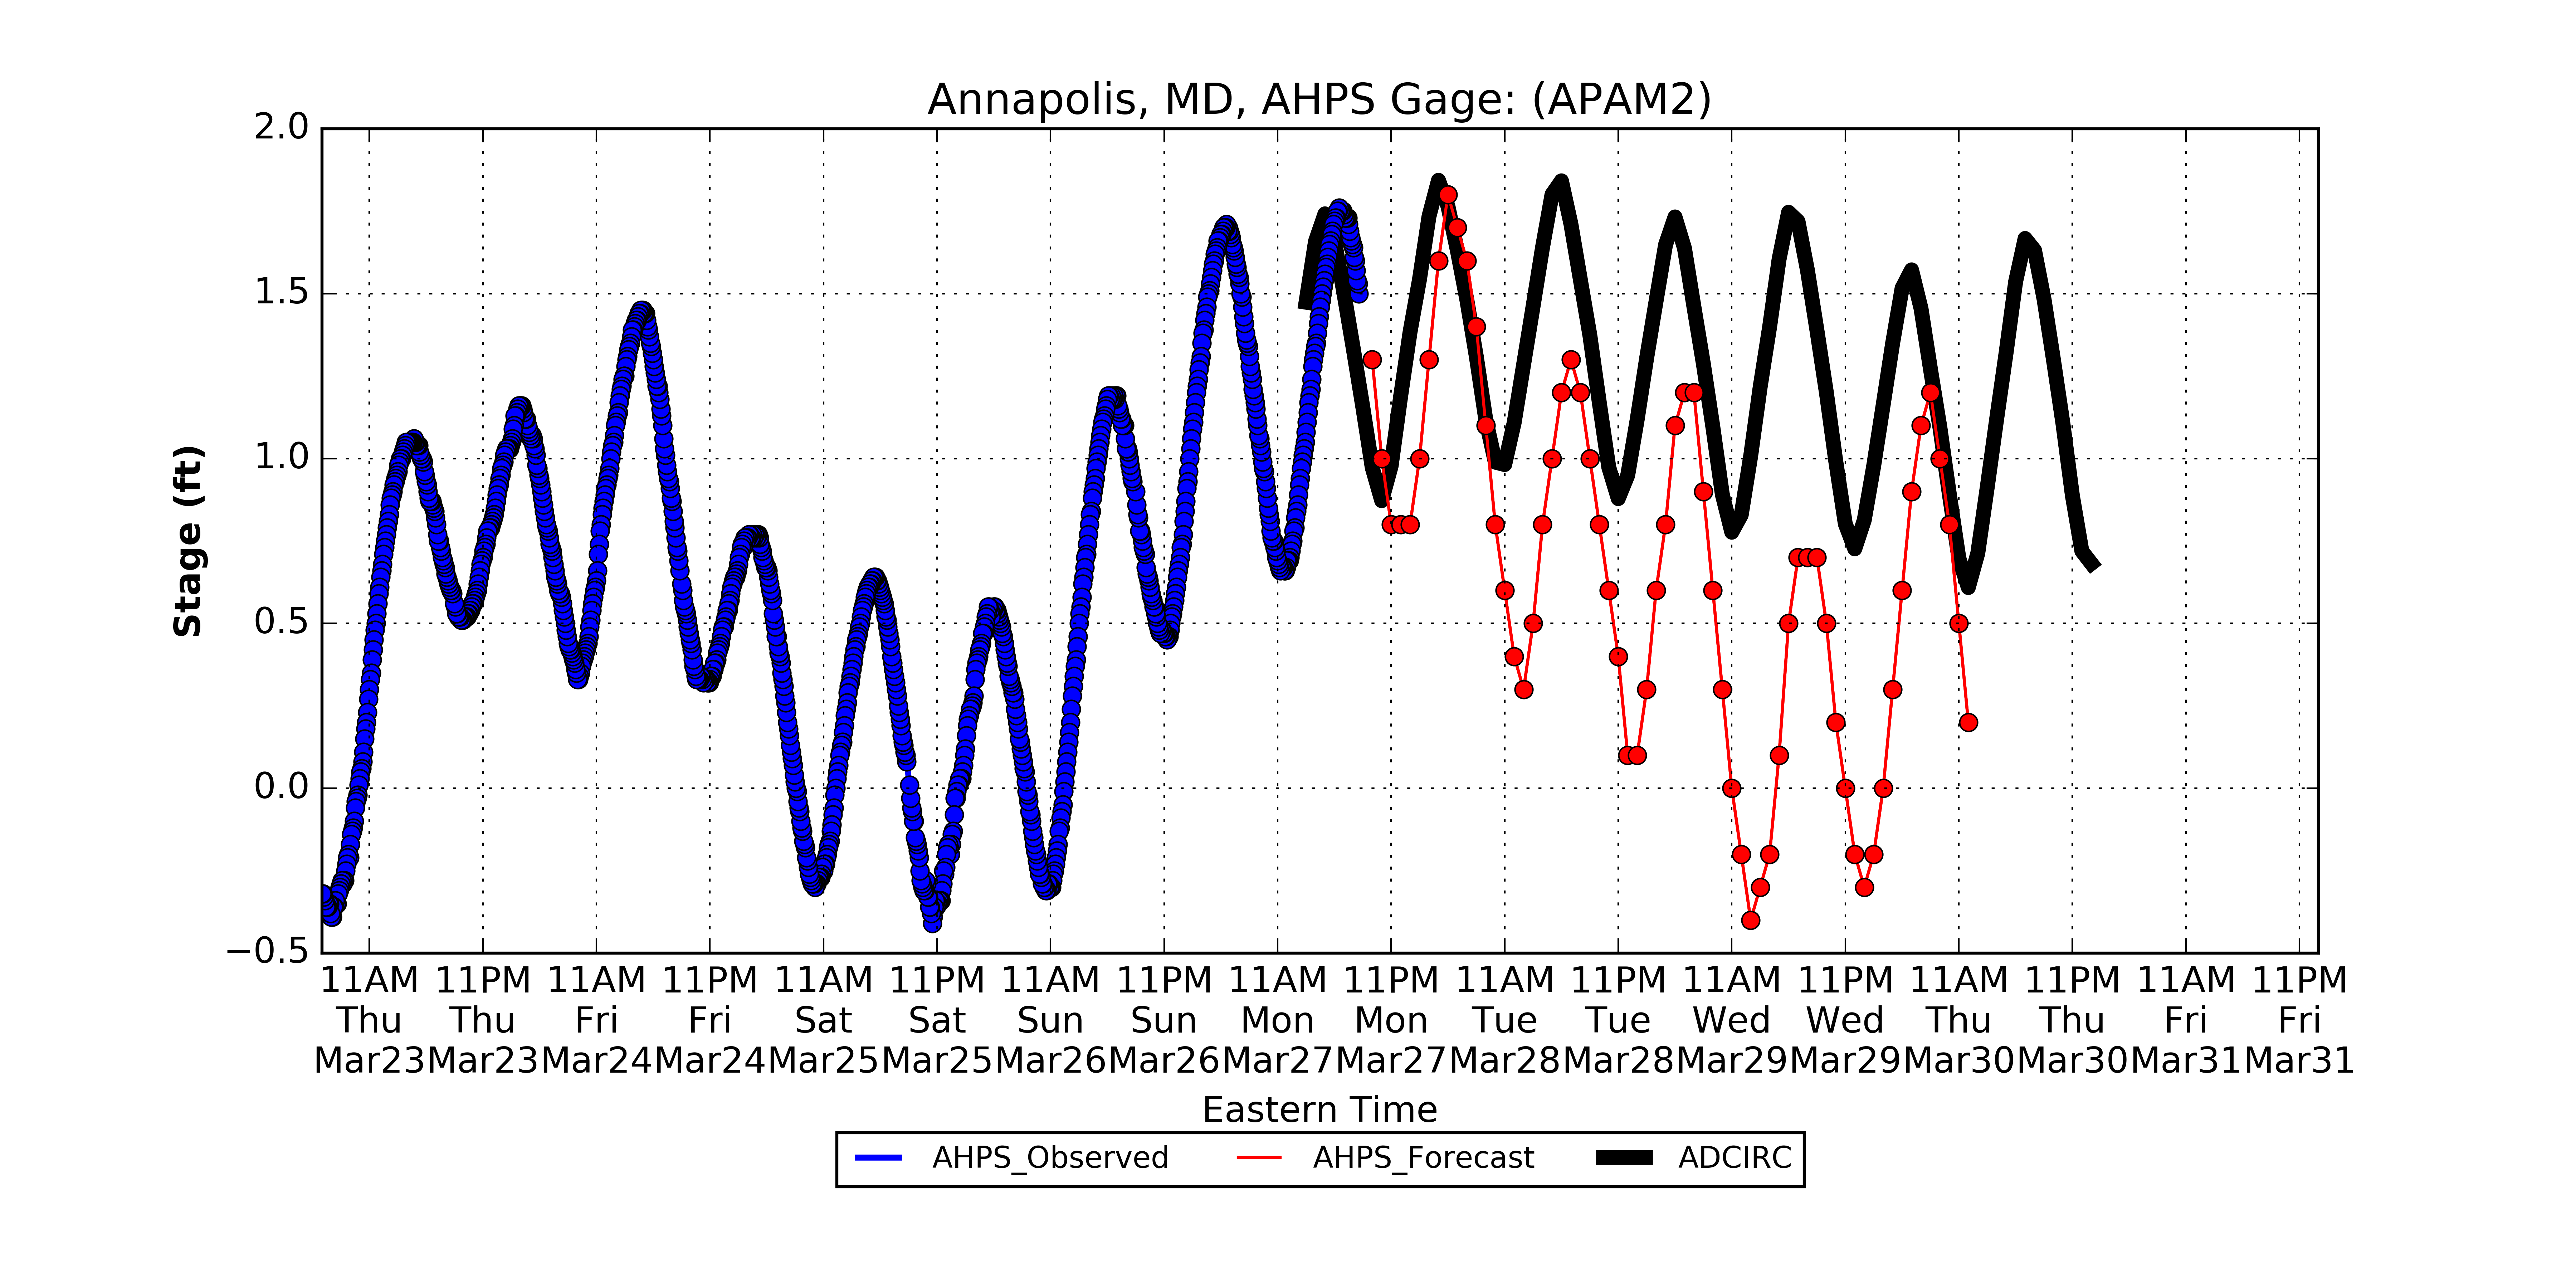 Annapolis, MD, AHPS Gage: (APAM2)
2.0
1.5
1.0
0.5
0.0
−0.5
Stage (ft)
11AM 11PM 11AM 11PM 11AM 11PM 11AM 11PM 11AM 11PM 11AM 11PM 11AM 11PM 11AM 11PM 11AM 11PM
Thu Thu Fri Fri Sat Sat Sun Sun Mon Mon Tue Tue Wed Wed Thu Thu Fri Fri
Mar23 Mar23 Mar24 Mar24 Mar25 Mar25 Mar26 Mar26 Mar27 Mar27 Mar28 Mar28 Mar29 Mar29 Mar30 Mar30 Mar31 Mar31
Eastern Time
AHPS_Observed AHPS_Forecast ADCIRC